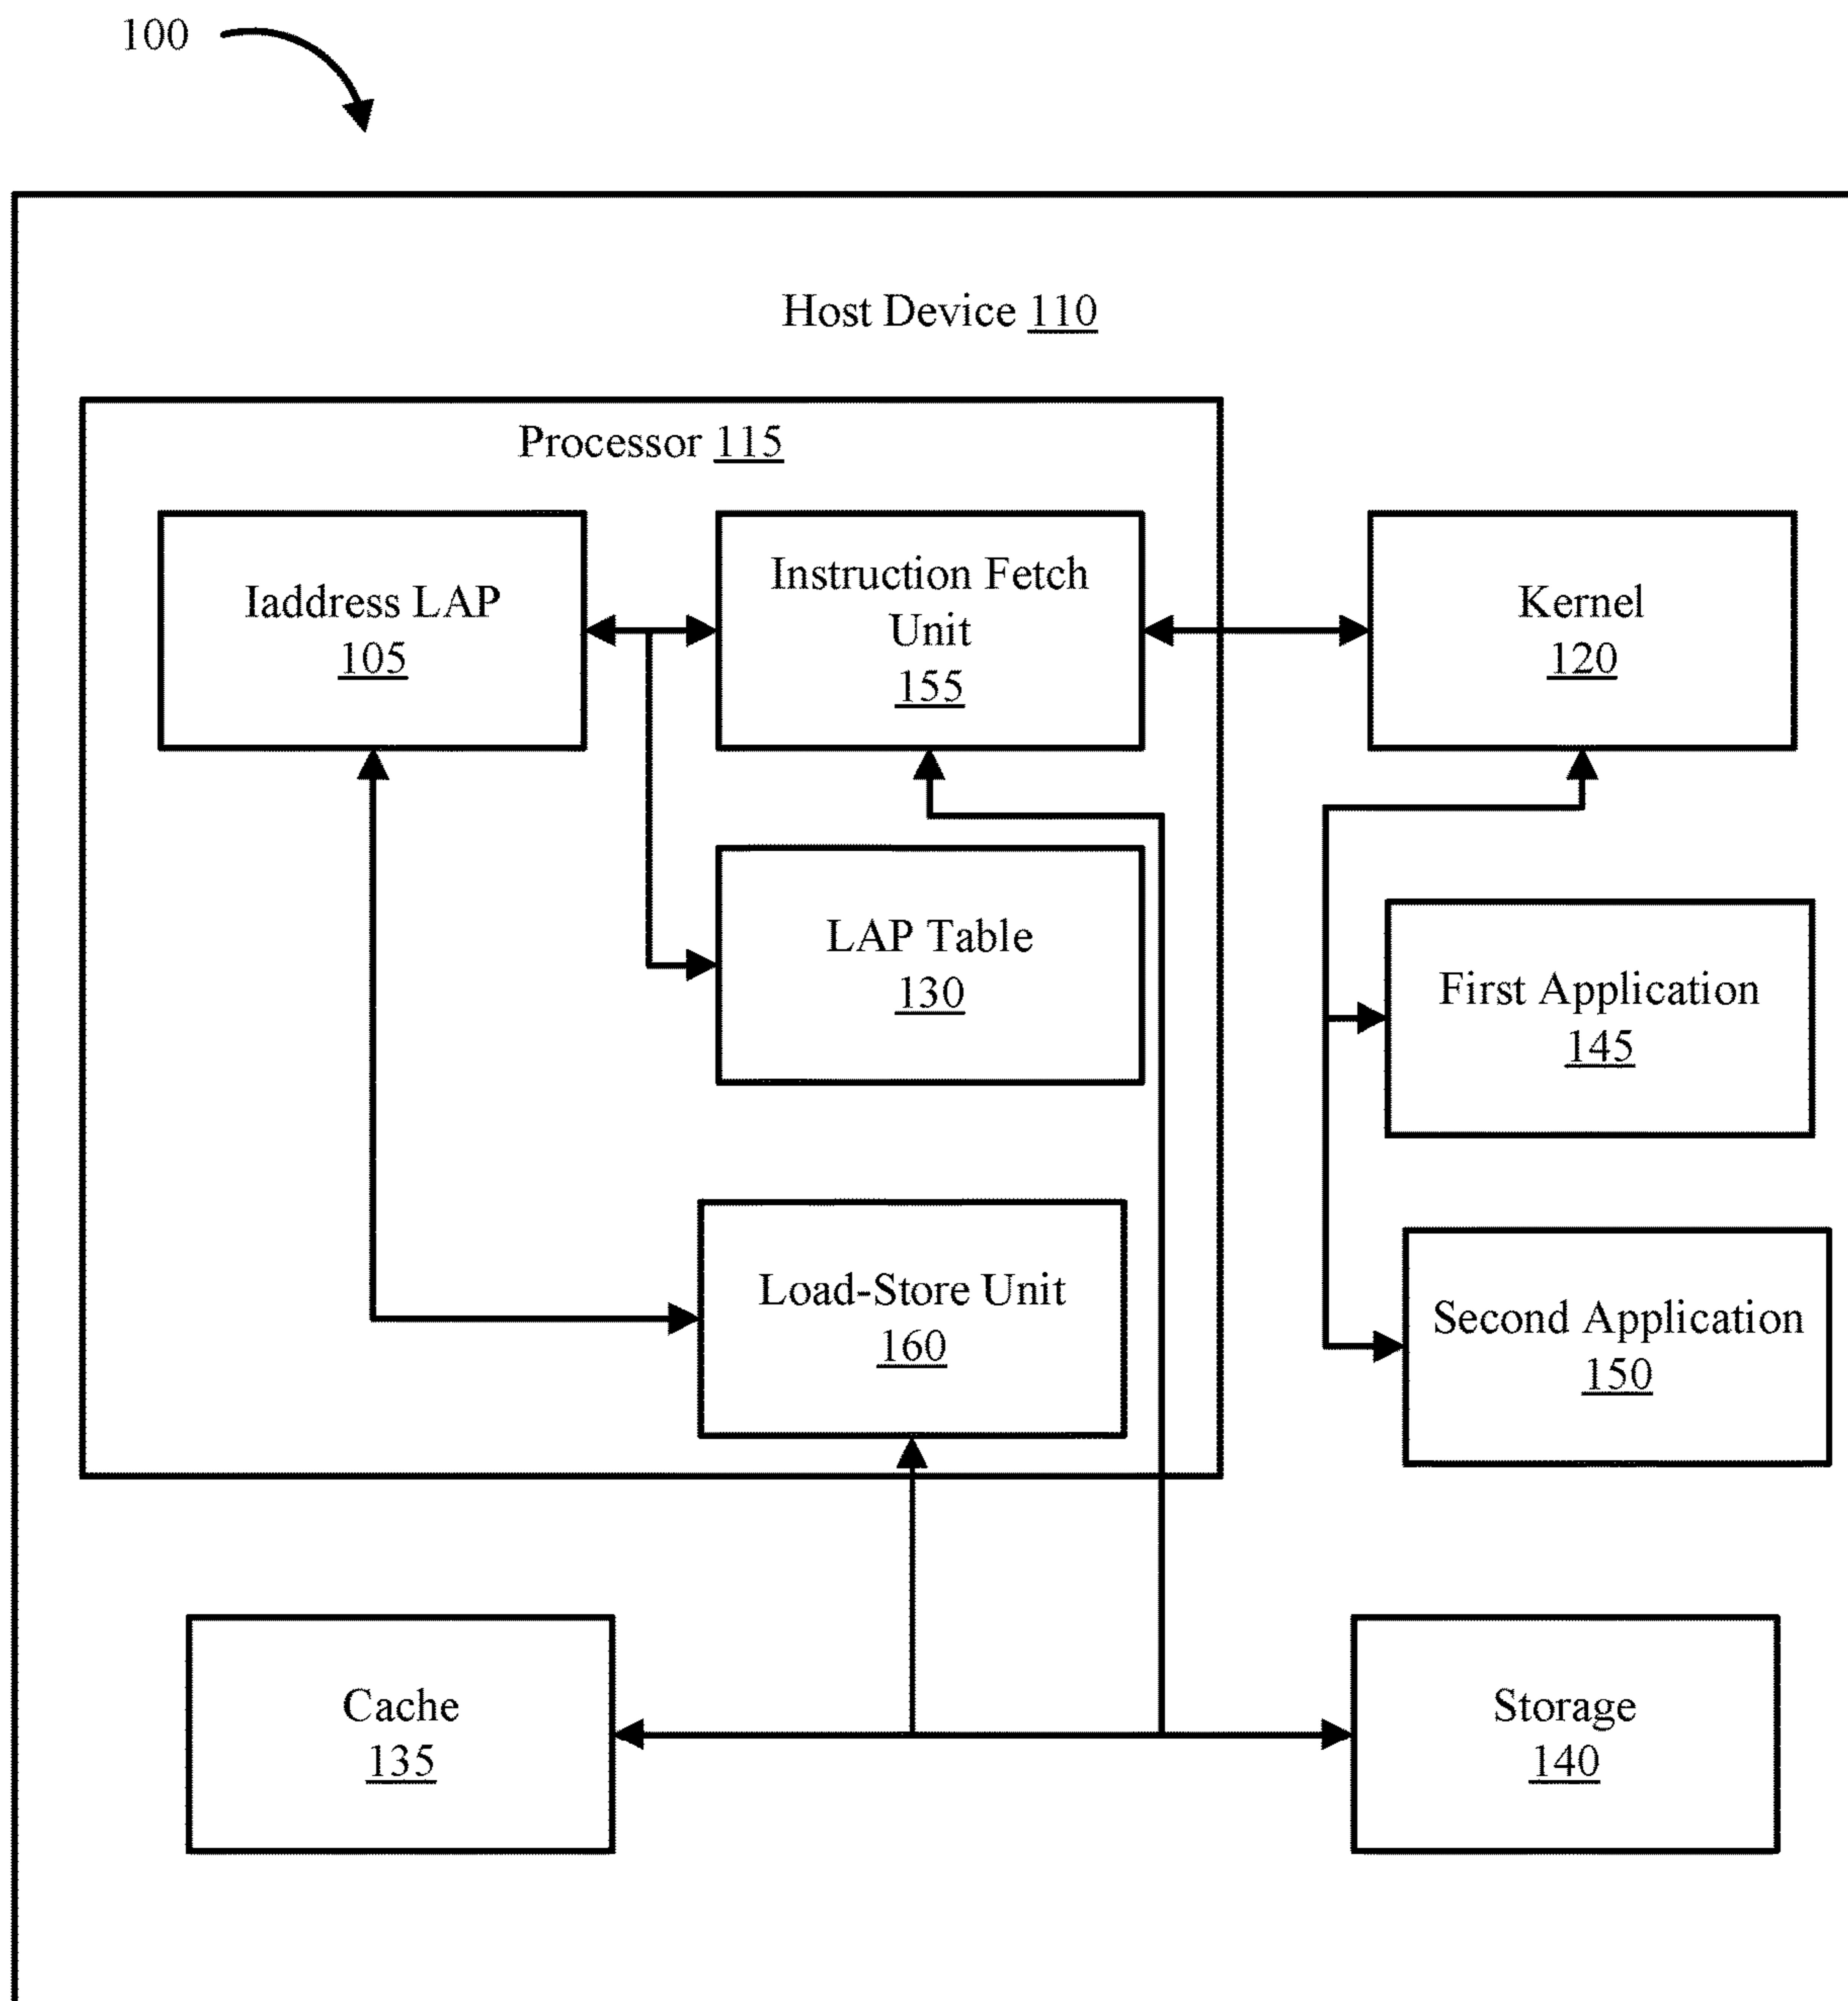 100
Host Device 110
Processor 115
Iaddress LAP
105
Instruction Fetch
Unit
155
Kernel
120
LAP Table
130
First Application
145
Load-Store Unit
160
Second Application
150
Cache
135
Storage
140